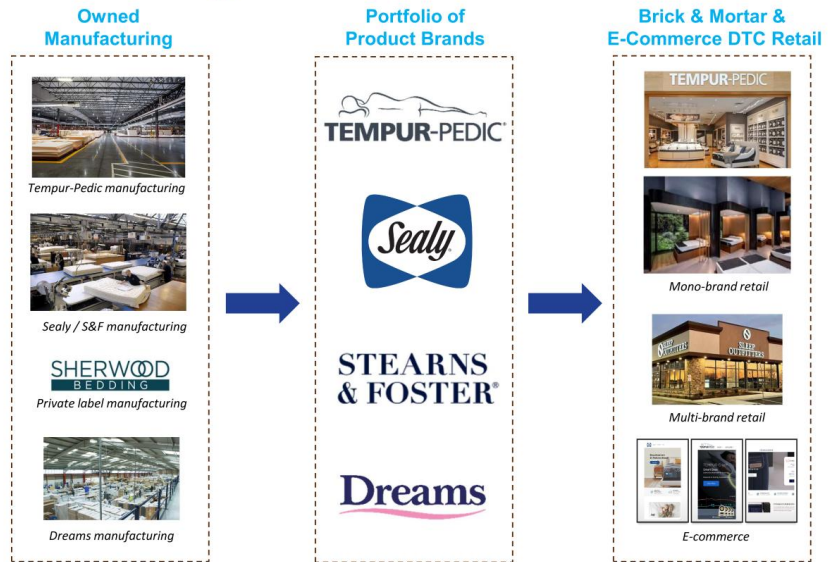 Owned
Manufacturing
Tempur-Pedic manufacturing
Sealy / S&F manufacturing
SHERWOOD
BEDDING
Private label manufacturing
Dreams manufacturing
Portfolio of
Product Brands
TEMPUR-PEDIC®
Sealy®
STEARNS
& FOSTER®
Dreams
Brick & Mortar &
E-Commerce DTC Retail
TEMPUR-PEDIC
Mono-brand retail
SLEEP
OUTFITTERS
SLEEP
OUTFITTERS
Multi-brand retail
E-commerce